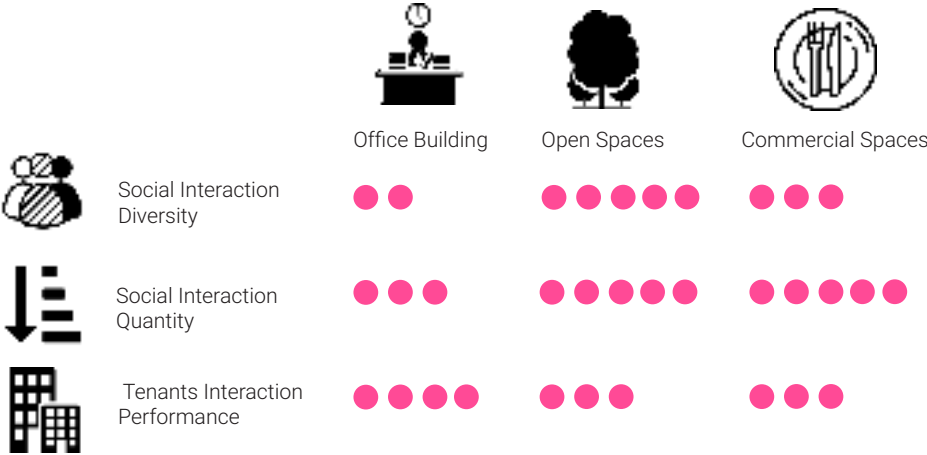 Office Building
Open Spaces
Commercial Spaces
Social Interaction
Diversity
Social Interaction
Quantity
Tenants Interaction
Performance